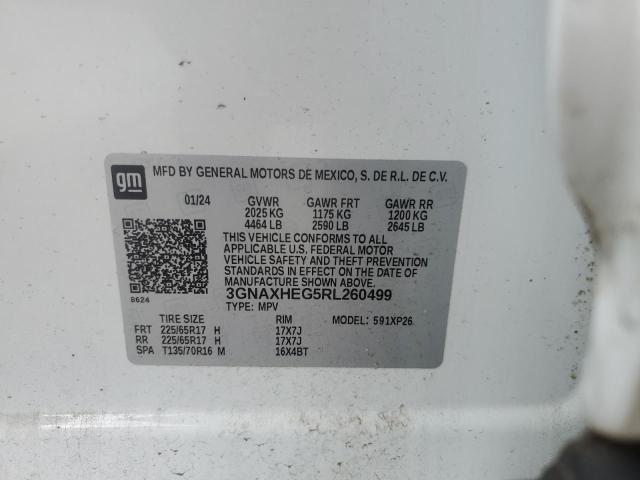 gm
MFD BY GENERAL MOTORS DE MEXICO, S. DE R.L. DE C.V.
01/24 GVWR GAWR FRT GAWR RR
2025 KG 1175 KG 1200 KG
4464 LB 2590 LB 2645 LB
THIS VEHICLE CONFORMS TO ALL
APPLICABLE U.S. FEDERAL MOTOR
VEHICLE SAFETY AND THEFT PREVENTION
STANDARDS IN EFFECT ON THE DATE OF
MANUFACTURE SHOWN ABOVE.
8624
3GNAXHEG5RL260499
TYPE: MPV
TIRE SIZE RIM MODEL: 591XP26
FRT 225/65R17 H 17X7J
RR 225/65R17 H 17X7J
SPA T135/70R16 M 16X4BT